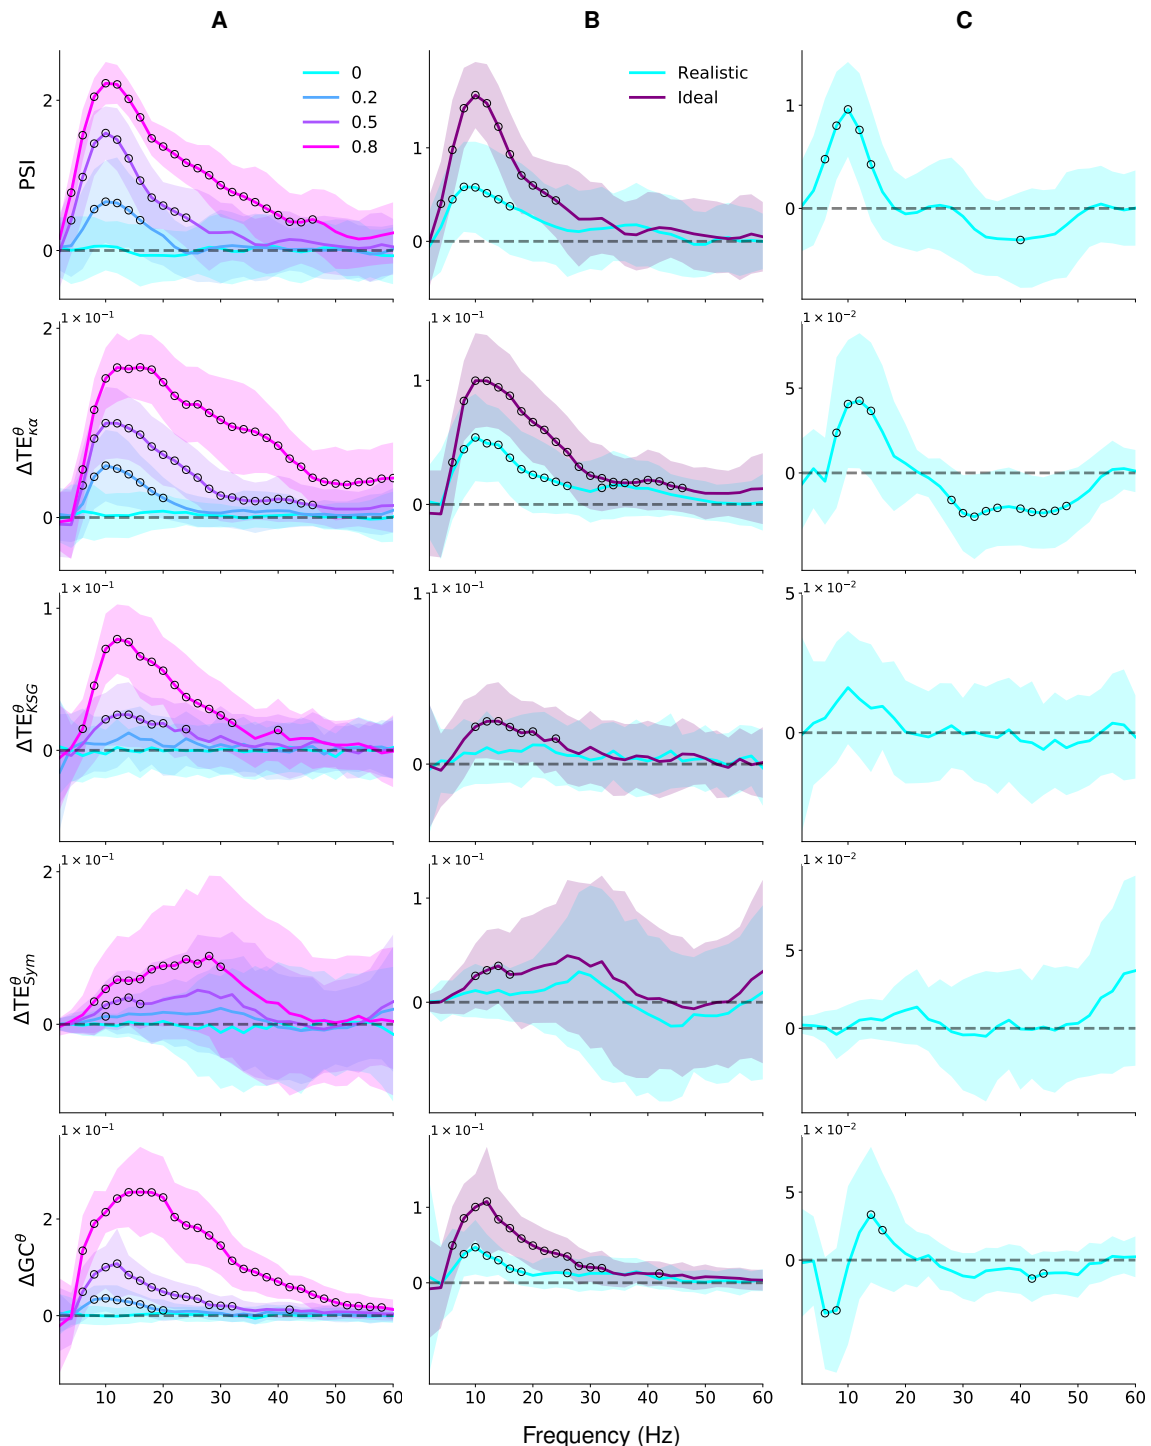 A B C
PSI
2
0
0
0.2
0.5
0.8
1
0
Realistic
Ideal
1
0
ΔTE^θ_κα
1 × 10⁻¹
2
0
1 × 10⁻¹
1
0
1 × 10⁻²
5
0
ΔTE^θ_KSG
1 × 10⁻¹
1
0
1 × 10⁻¹
1
0
1 × 10⁻²
5
0
ΔTE^θ_Sym
1 × 10⁻¹
2
0
1 × 10⁻¹
1
0
1 × 10⁻²
5
0
ΔGC^θ
1 × 10⁻¹
2
0
1 × 10⁻¹
1
0
1 × 10⁻²
5
0
10 20 30 40 50 60 10 20 30 40 50 60 10 20 30 40 50 60
Frequency (Hz)